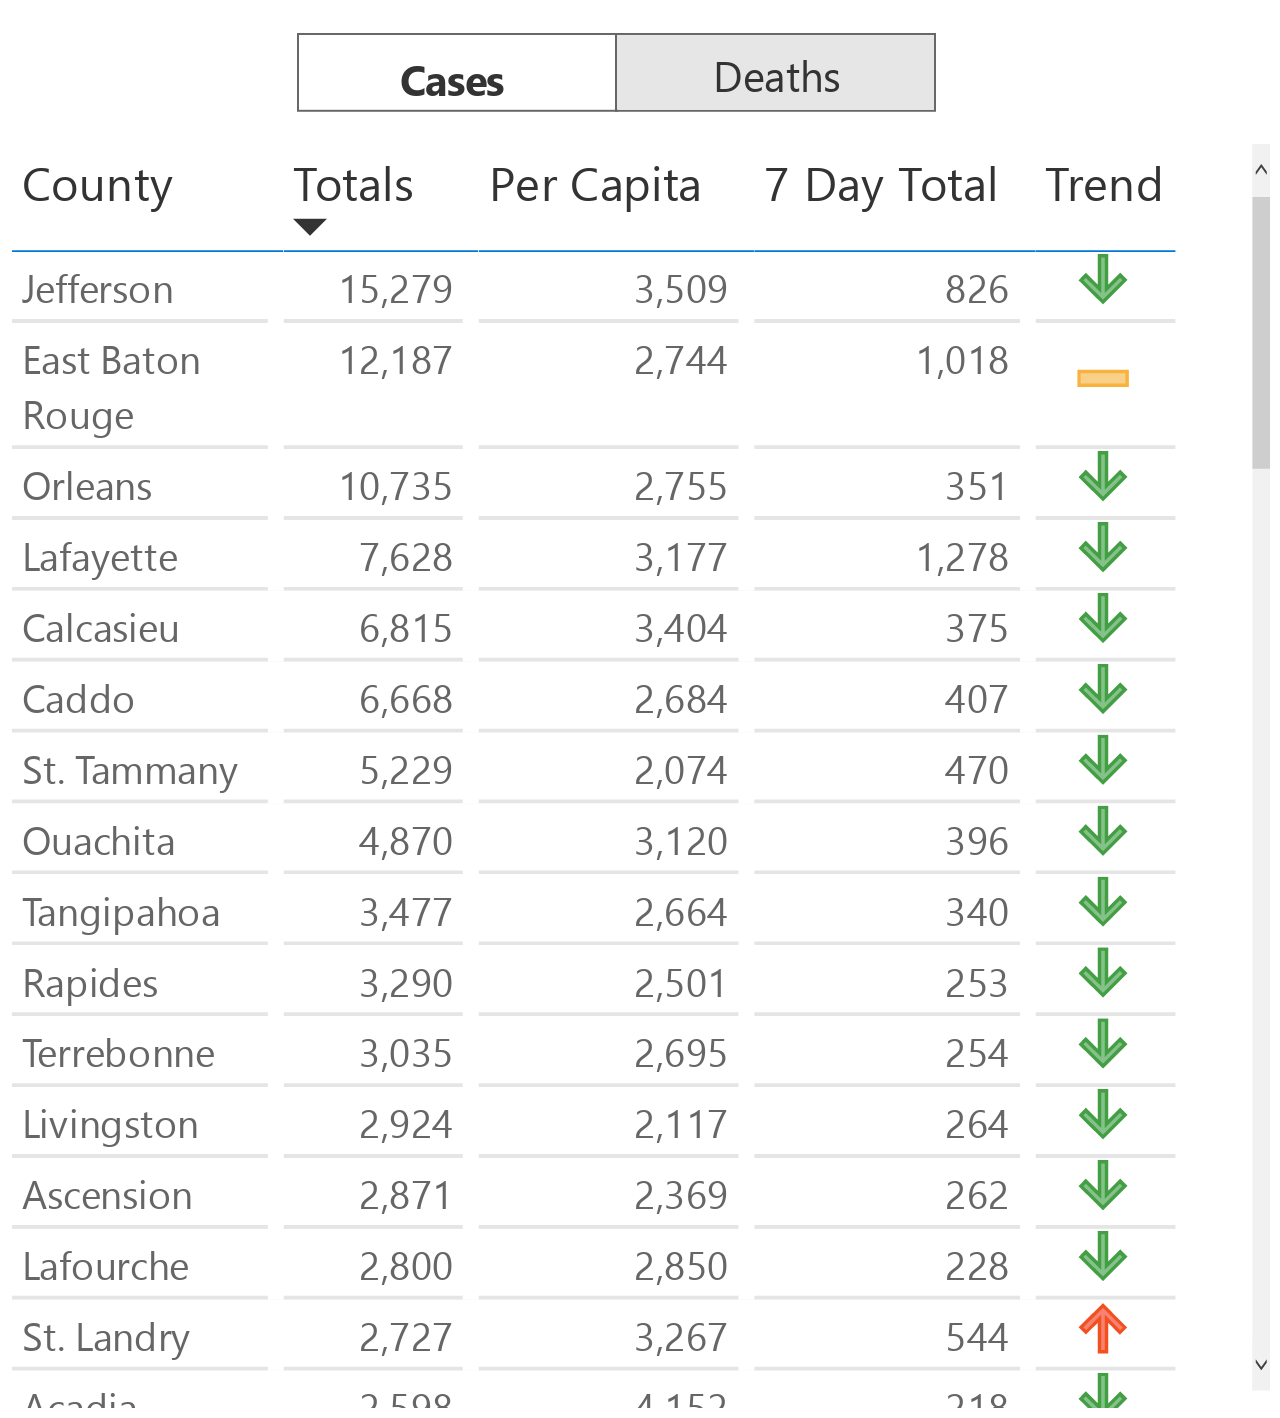 Cases Deaths
County Totals Per Capita 7 Day Total Trend
Jefferson 15,279 3,509 826
East Baton 12,187 2,744 1,018
Rouge
Orleans 10,735 2,755 351
Lafayette 7,628 3,177 1,278
Calcasieu 6,815 3,404 375
Caddo 6,668 2,684 407
St. Tammany 5,229 2,074 470
Ouachita 4,870 3,120 396
Tangipahoa 3,477 2,664 340
Rapides 3,290 2,501 253
Terrebonne 3,035 2,695 254
Livingston 2,924 2,117 264
Ascension 2,871 2,369 262
Lafourche 2,800 2,850 228
St. Landry 2,727 3,267 544
Acadia 2,598 4,152 218